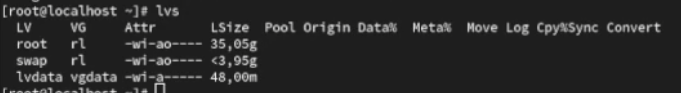 [root@localhost ~]# lvs
  LV     VG     Attr       LSize  Pool Origin Data%  Meta%  Move Log Cpy%Sync Convert
  root   rl     -wi-ao---- 35,05g
  swap   rl     -wi-ao---- <3,95g
  lvdata vgdata -wi-a----- 48,00m
[root@localhost ~]#